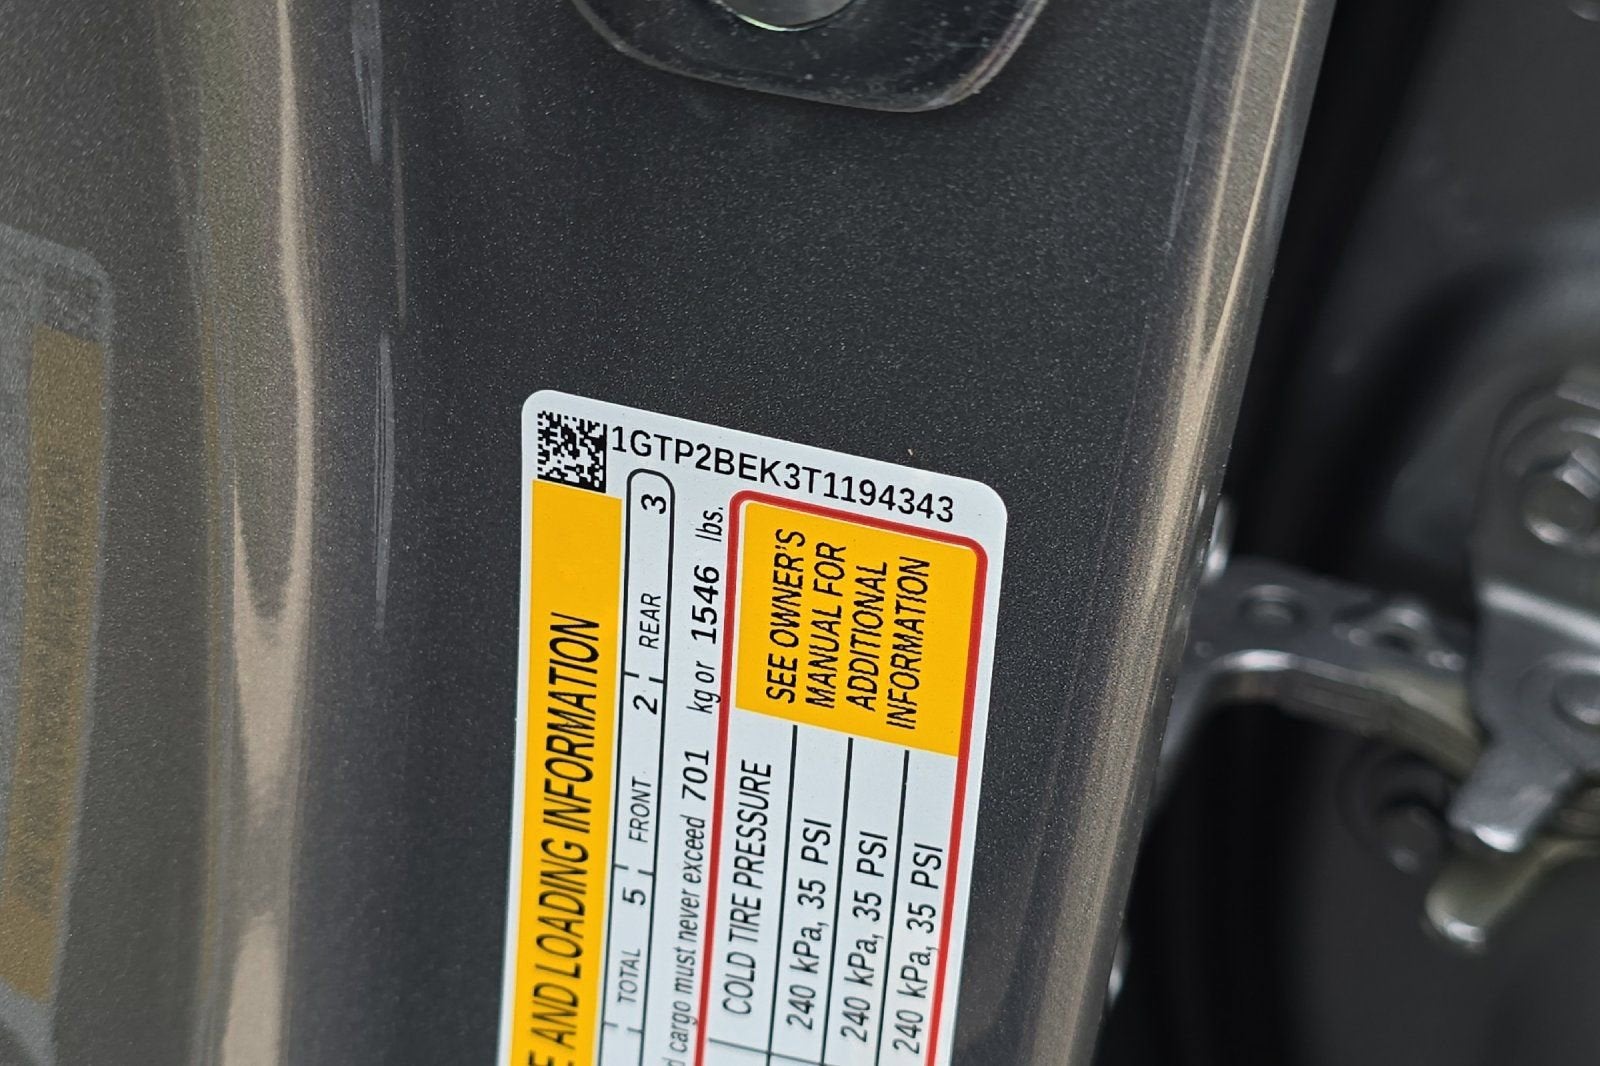 1GTP2BEK3T1194343
E AND LOADING INFORMATION
TOTAL 5 FRONT 2 REAR 3
cargo must never exceed 701 kg or 1546 lbs.
COLD TIRE PRESSURE
240 kPa, 35 PSI
240 kPa, 35 PSI
240 kPa, 35 PSI
SEE OWNER'S
MANUAL FOR
ADDITIONAL
INFORMATION